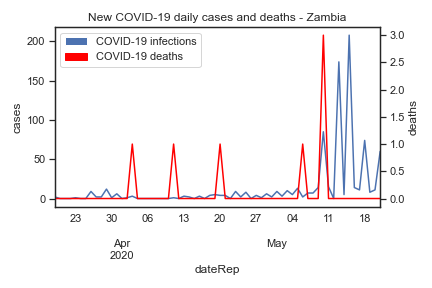 New COVID-19 daily cases and deaths - Zambia
COVID-19 infections
COVID-19 deaths
200
150
100
50
0
cases
3.0
2.5
2.0
1.5
1.0
0.5
0.0
deaths
23 30 06 13 20 27 04 11 18
Apr May
2020
dateRep